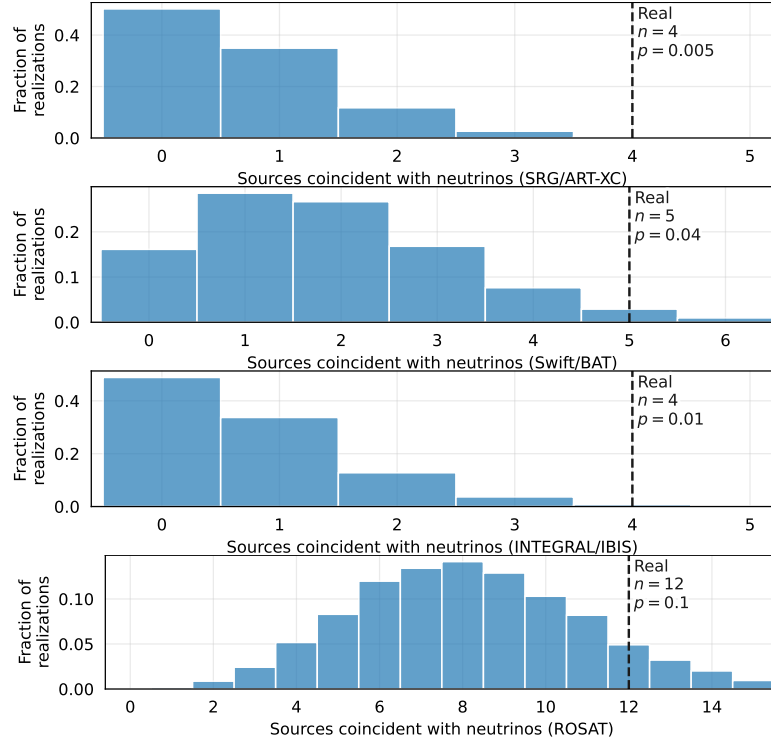 Fraction of
realizations
0.4
0.2
0.0
Real
n = 4
p = 0.005
0 1 2 3 4 5
Sources coincident with neutrinos (SRG/ART-XC)
Fraction of
realizations
0.2
0.1
0.0
Real
n = 5
p = 0.04
0 1 2 3 4 5 6
Sources coincident with neutrinos (Swift/BAT)
Fraction of
realizations
0.4
0.2
0.0
Real
n = 4
p = 0.01
0 1 2 3 4 5
Sources coincident with neutrinos (INTEGRAL/IBIS)
Fraction of
realizations
0.10
0.05
0.00
Real
n = 12
p = 0.1
0 2 4 6 8 10 12 14
Sources coincident with neutrinos (ROSAT)